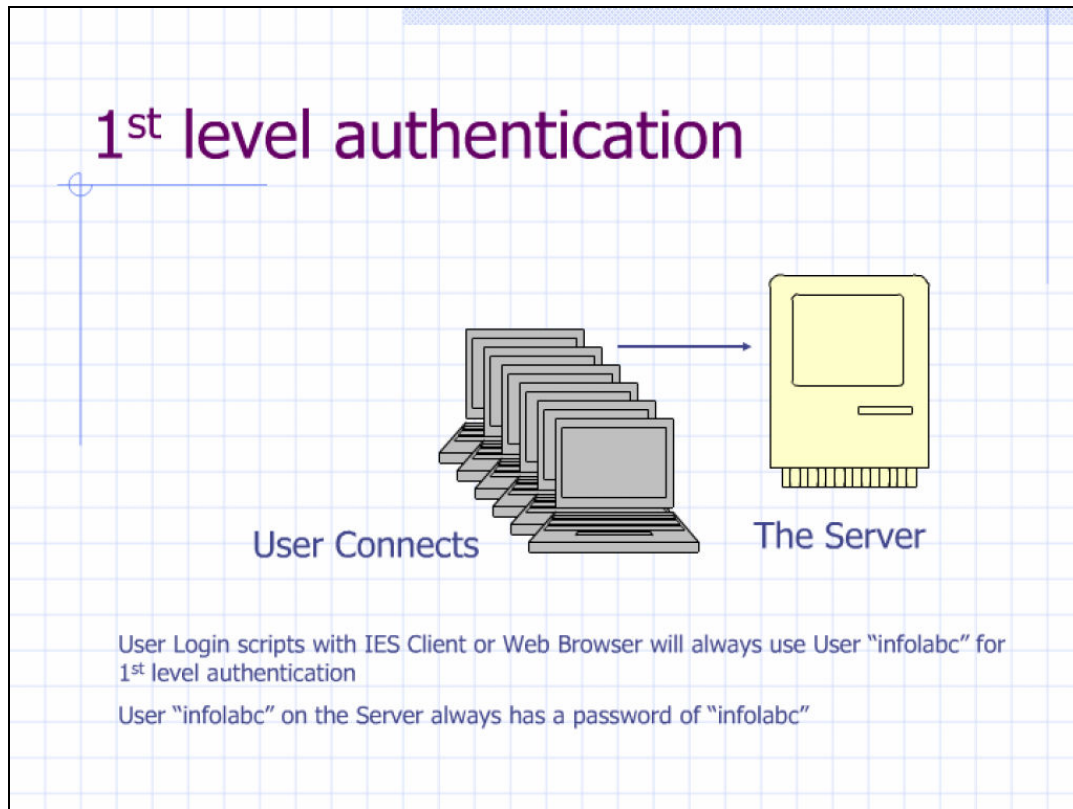 1st level authentication
User Connects
The Server
User Login scripts with IES Client or Web Browser will always use User “infolabc” for
1st level authentication
User “infolabc” on the Server always has a password of “infolabc”